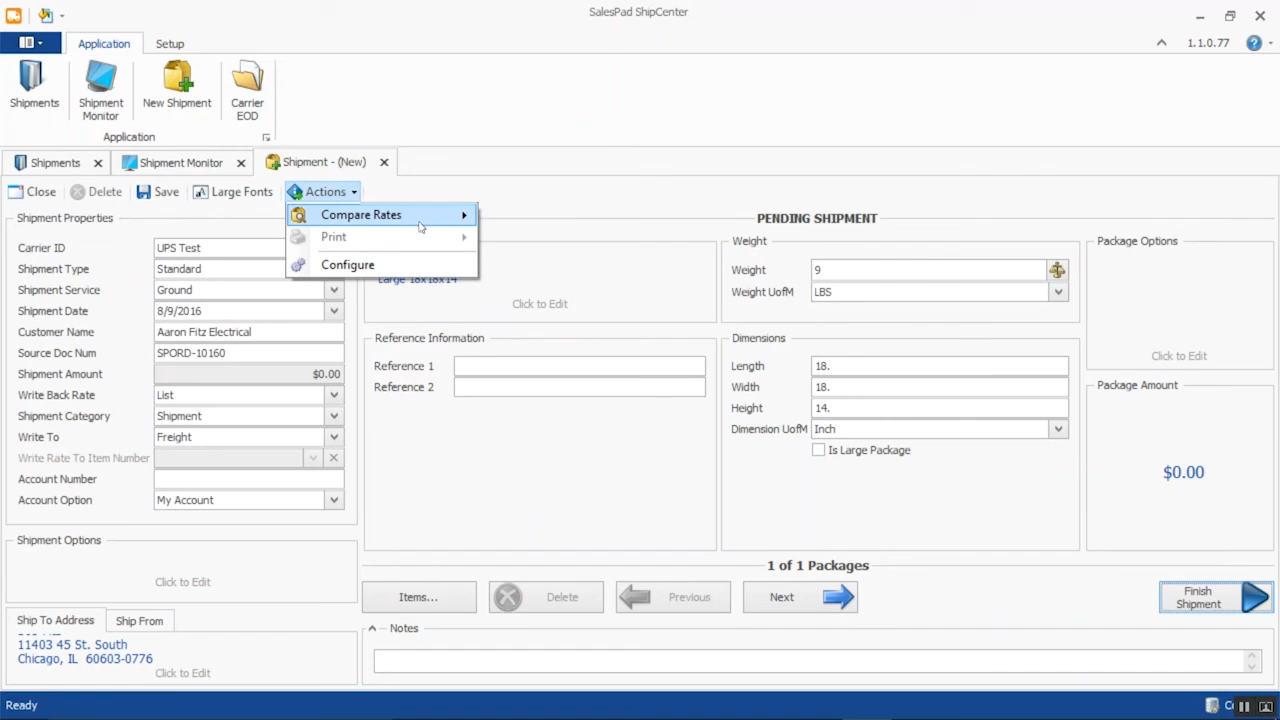 SalesPad ShipCenter
Application
Setup
1.1.0.77
Shipments
Shipment Monitor
New Shipment
Carrier EOD
Application
Shipments
Shipment Monitor
Shipment - (New)
Close
Delete
Save
Large Fonts
Actions
Compare Rates
Print
Configure
Shipment Properties
Carrier ID UPS Test
Shipment Type Standard
Shipment Service Ground
Shipment Date 8/9/2016
Customer Name Aaron Fitz Electrical
Source Doc Num SPORD-10160
Shipment Amount $0.00
Write Back Rate List
Shipment Category Shipment
Write To Freight
Write Rate To Item Number
Account Number
Account Option My Account
Shipment Options
Click to Edit
Ship To Address
Ship From
11403 45 St. South
Chicago, IL 60603-0776
Click to Edit
PENDING SHIPMENT
Large 18x18x14
Click to Edit
Reference Information
Reference 1
Reference 2
Weight
Weight 9
Weight UofM LBS
Dimensions
Length 18.
Width 18.
Height 14.
Dimension UofM Inch
Is Large Package
Package Options
Click to Edit
Package Amount
$0.00
1 of 1 Packages
Items...
Delete
Previous
Next
Finish Shipment
Notes
Ready